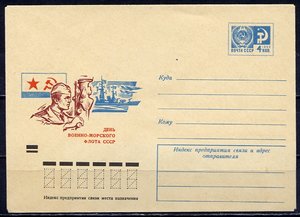 ПОЧТА СССР
4 коп.
Куда
Кому
ДЕНЬ
ВОЕННО-МОРСКОГО
ФЛОТА СССР
Индекс предприятия связи и адрес
отправителя
Индекс предприятия связи места назначения